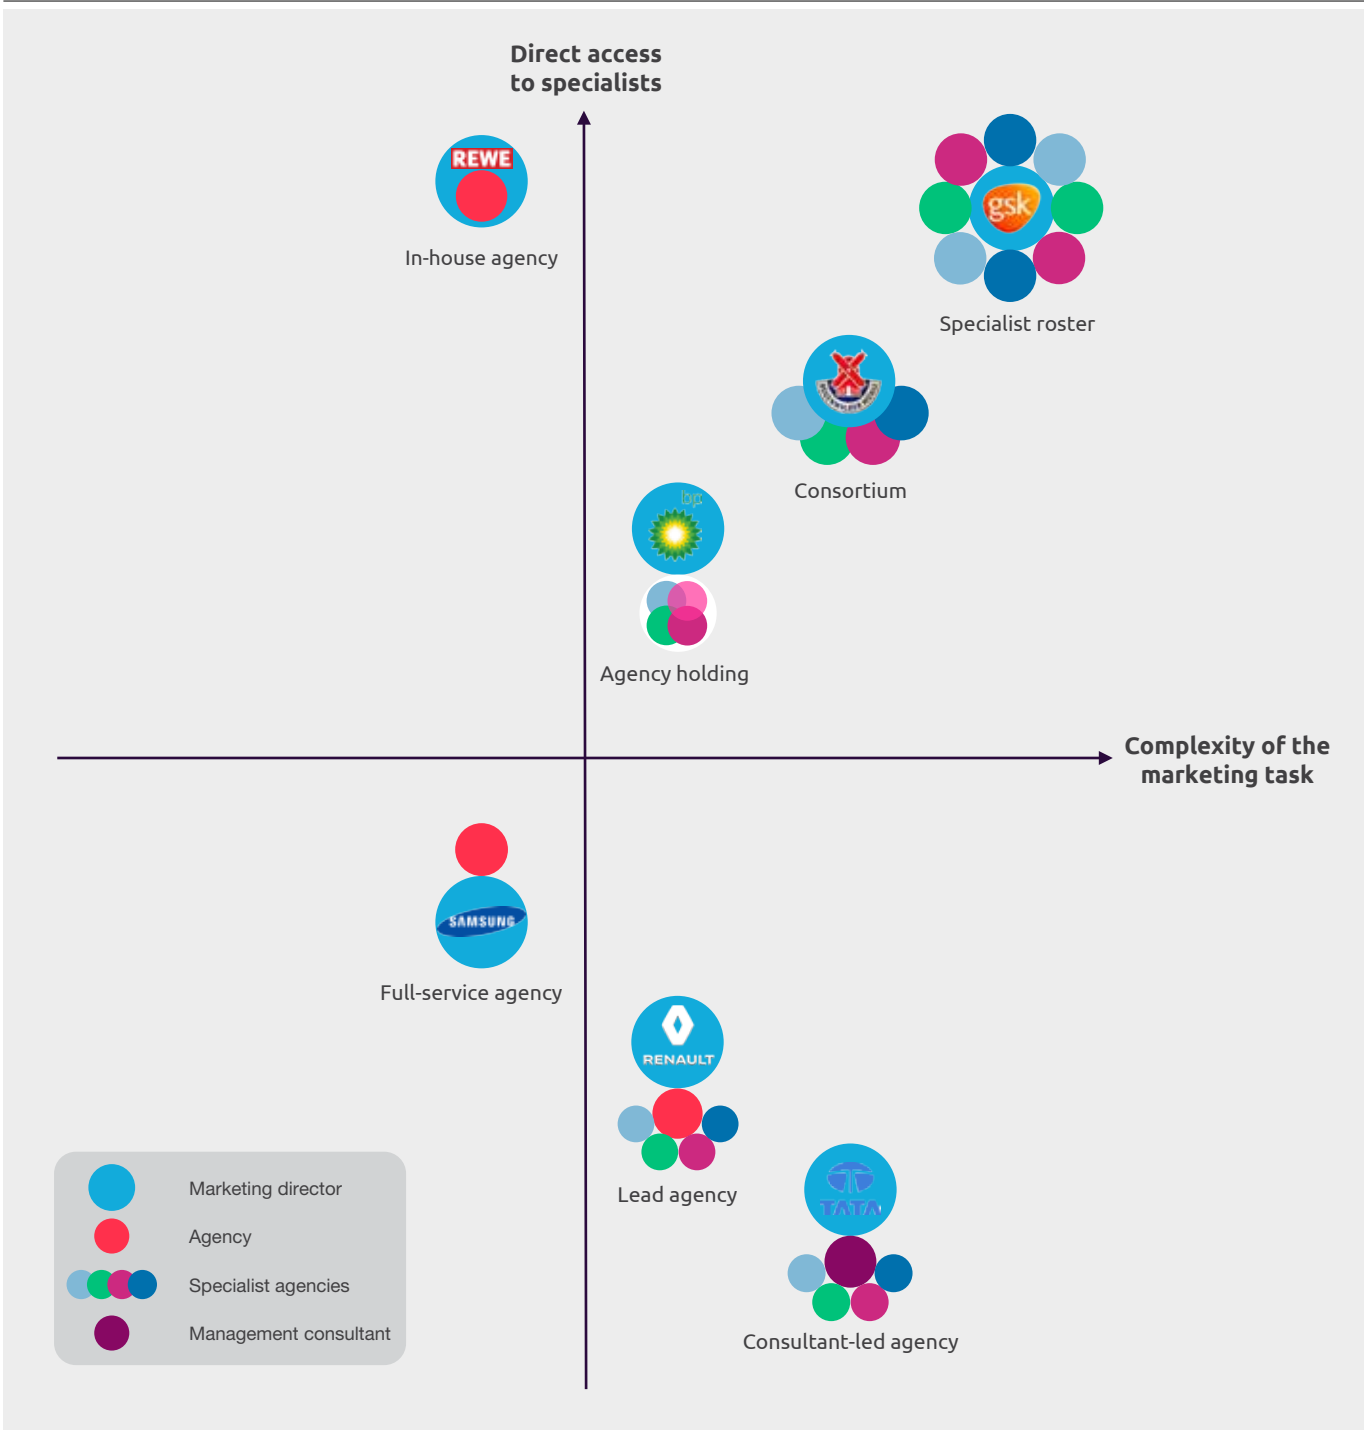 Direct access
to specialists
REWE
In-house agency
gsk
Specialist roster
Consortium
bp
Agency holding
Complexity of the
marketing task
SAMSUNG
Full-service agency
RENAULT
Lead agency
TATA
Consultant-led agency
Marketing director
Agency
Specialist agencies
Management consultant